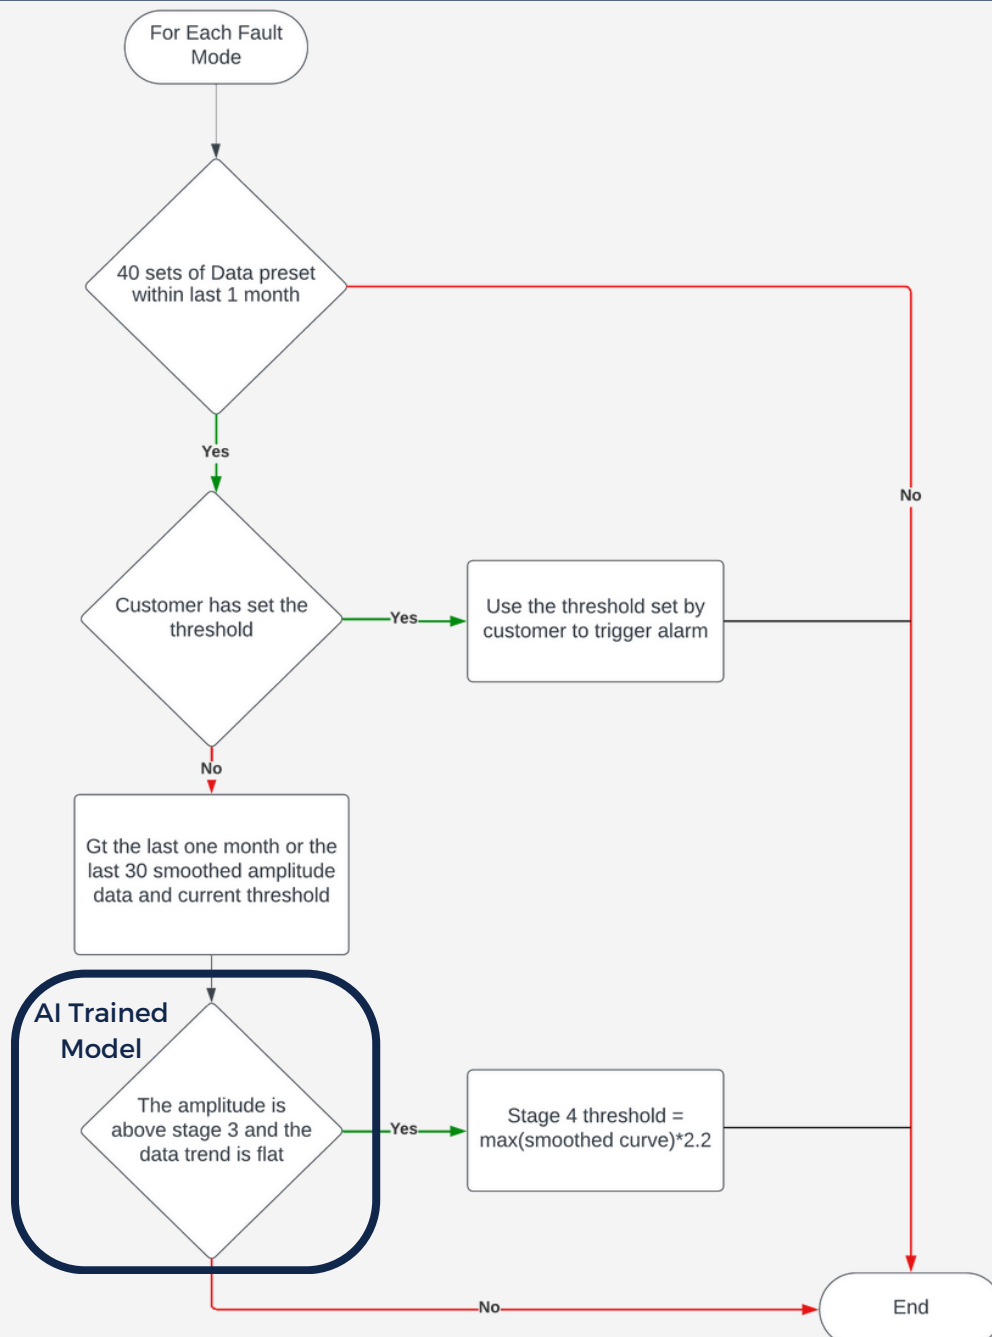 For Each Fault
Mode
40 sets of Data preset
within last 1 month
Yes
No
Customer has set the
threshold
Yes
Use the threshold set by
customer to trigger alarm
No
Gt the last one month or the
last 30 smoothed amplitude
data and current threshold
AI Trained
Model
The amplitude is
above stage 3 and the
data trend is flat
Yes
Stage 4 threshold =
max(smoothed curve)*2.2
No
End